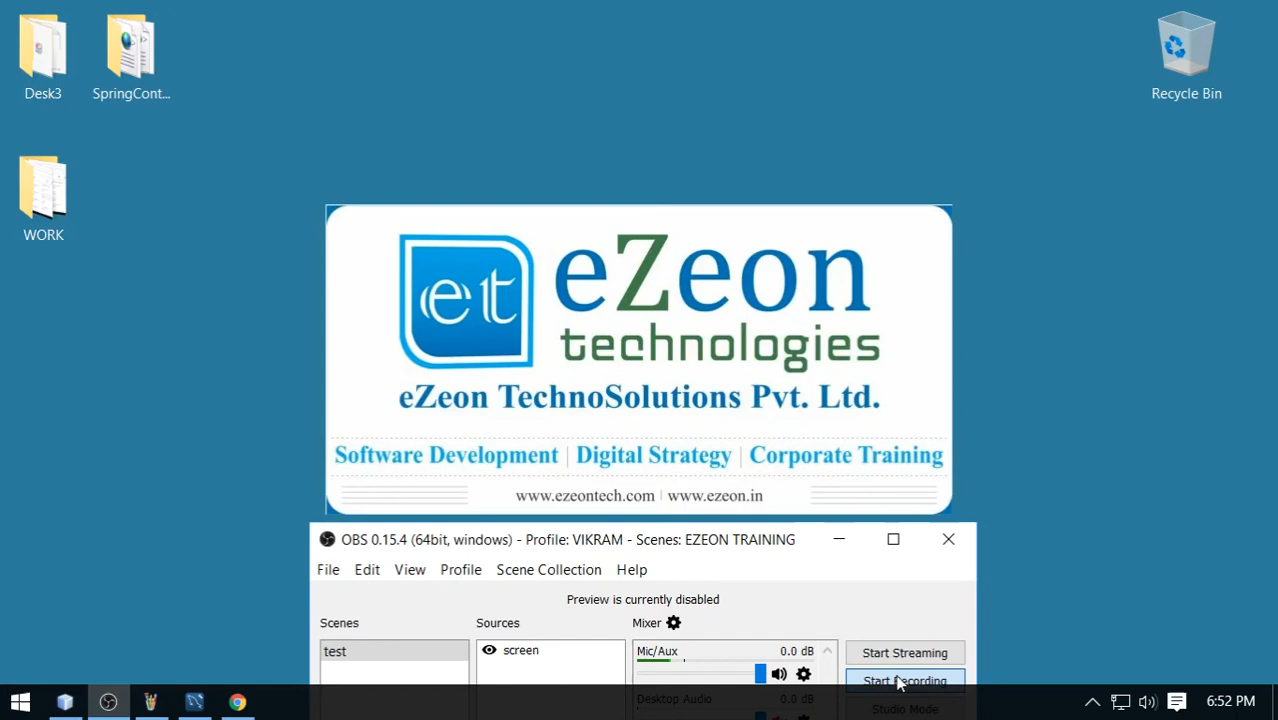 Desk3
SpringCont...
Recycle Bin
WORK
et
eZeon
technologies
eZeon TechnoSolutions Pvt. Ltd.
Software Development | Digital Strategy | Corporate Training
www.ezeontech.com | www.ezeon.in
OBS 0.15.4 (64bit, windows) - Profile: VIKRAM - Scenes: EZEON TRAINING
File Edit View Profile Scene Collection Help
Preview is currently disabled
Scenes Sources Mixer
test screen Mic/Aux 0.0 dB Start Streaming
Start Recording
Desktop Audio 0.0 dB
Studio Mode
6:52 PM